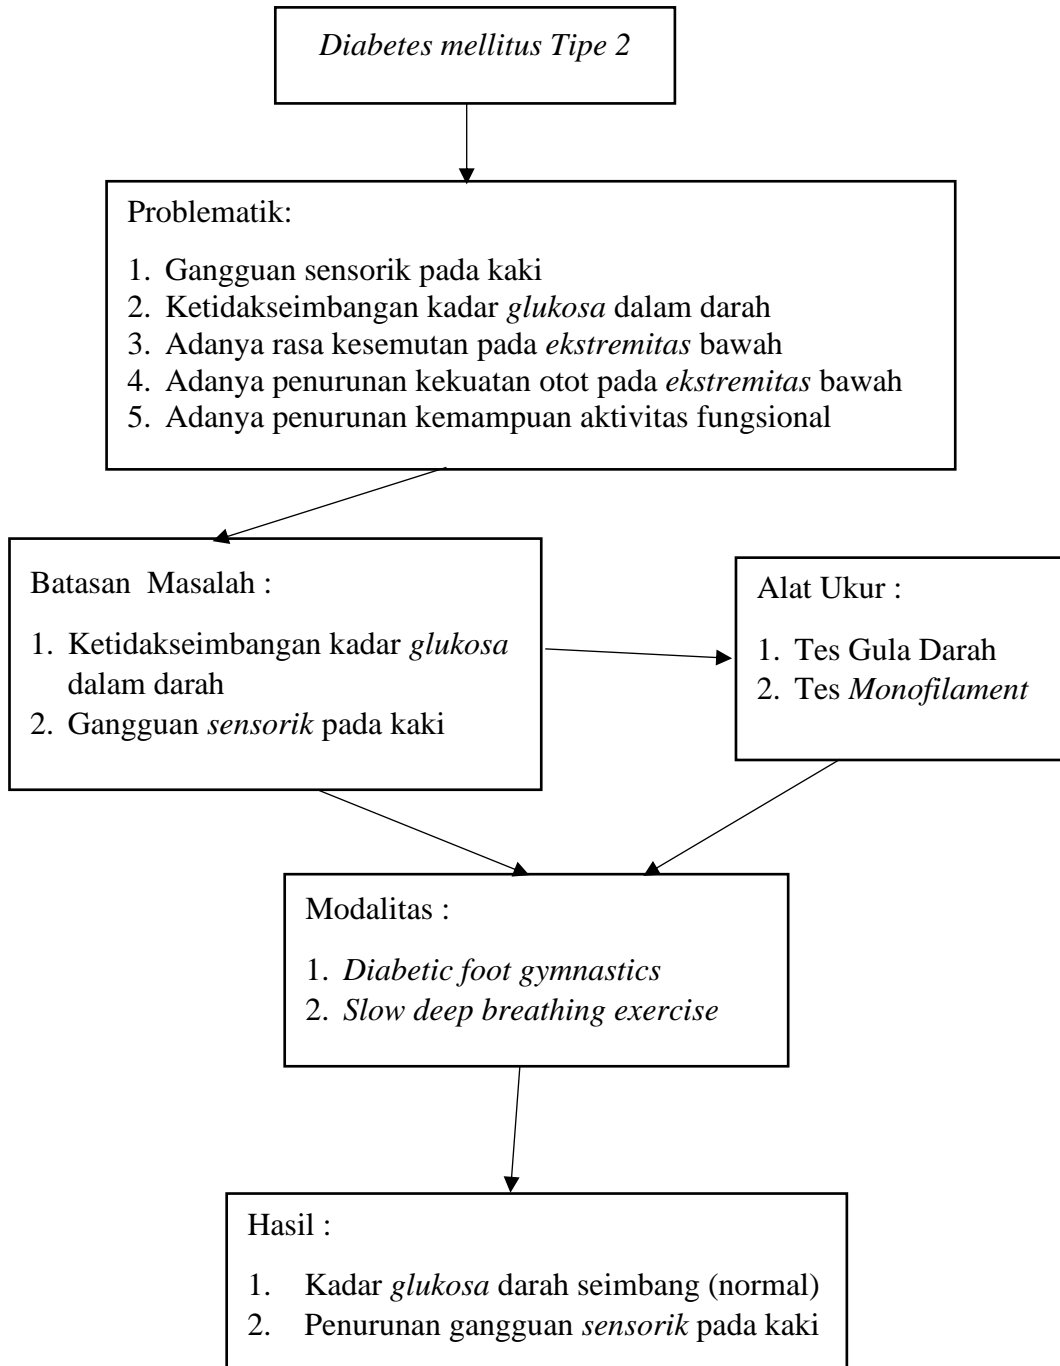 Diabetes mellitus Tipe 2
Problematik:
1. Gangguan sensorik pada kaki
2. Ketidakseimbangan kadar glukosa dalam darah
3. Adanya rasa kesemutan pada ekstremitas bawah
4. Adanya penurunan kekuatan otot pada ekstremitas bawah
5. Adanya penurunan kemampuan aktivitas fungsional
Batasan Masalah :
1. Ketidakseimbangan kadar glukosa
dalam darah
2. Gangguan sensorik pada kaki
Alat Ukur :
1. Tes Gula Darah
2. Tes Monofilament
Modalitas :
1. Diabetic foot gymnastics
2. Slow deep breathing exercise
Hasil :
1. Kadar glukosa darah seimbang (normal)
2. Penurunan gangguan sensorik pada kaki